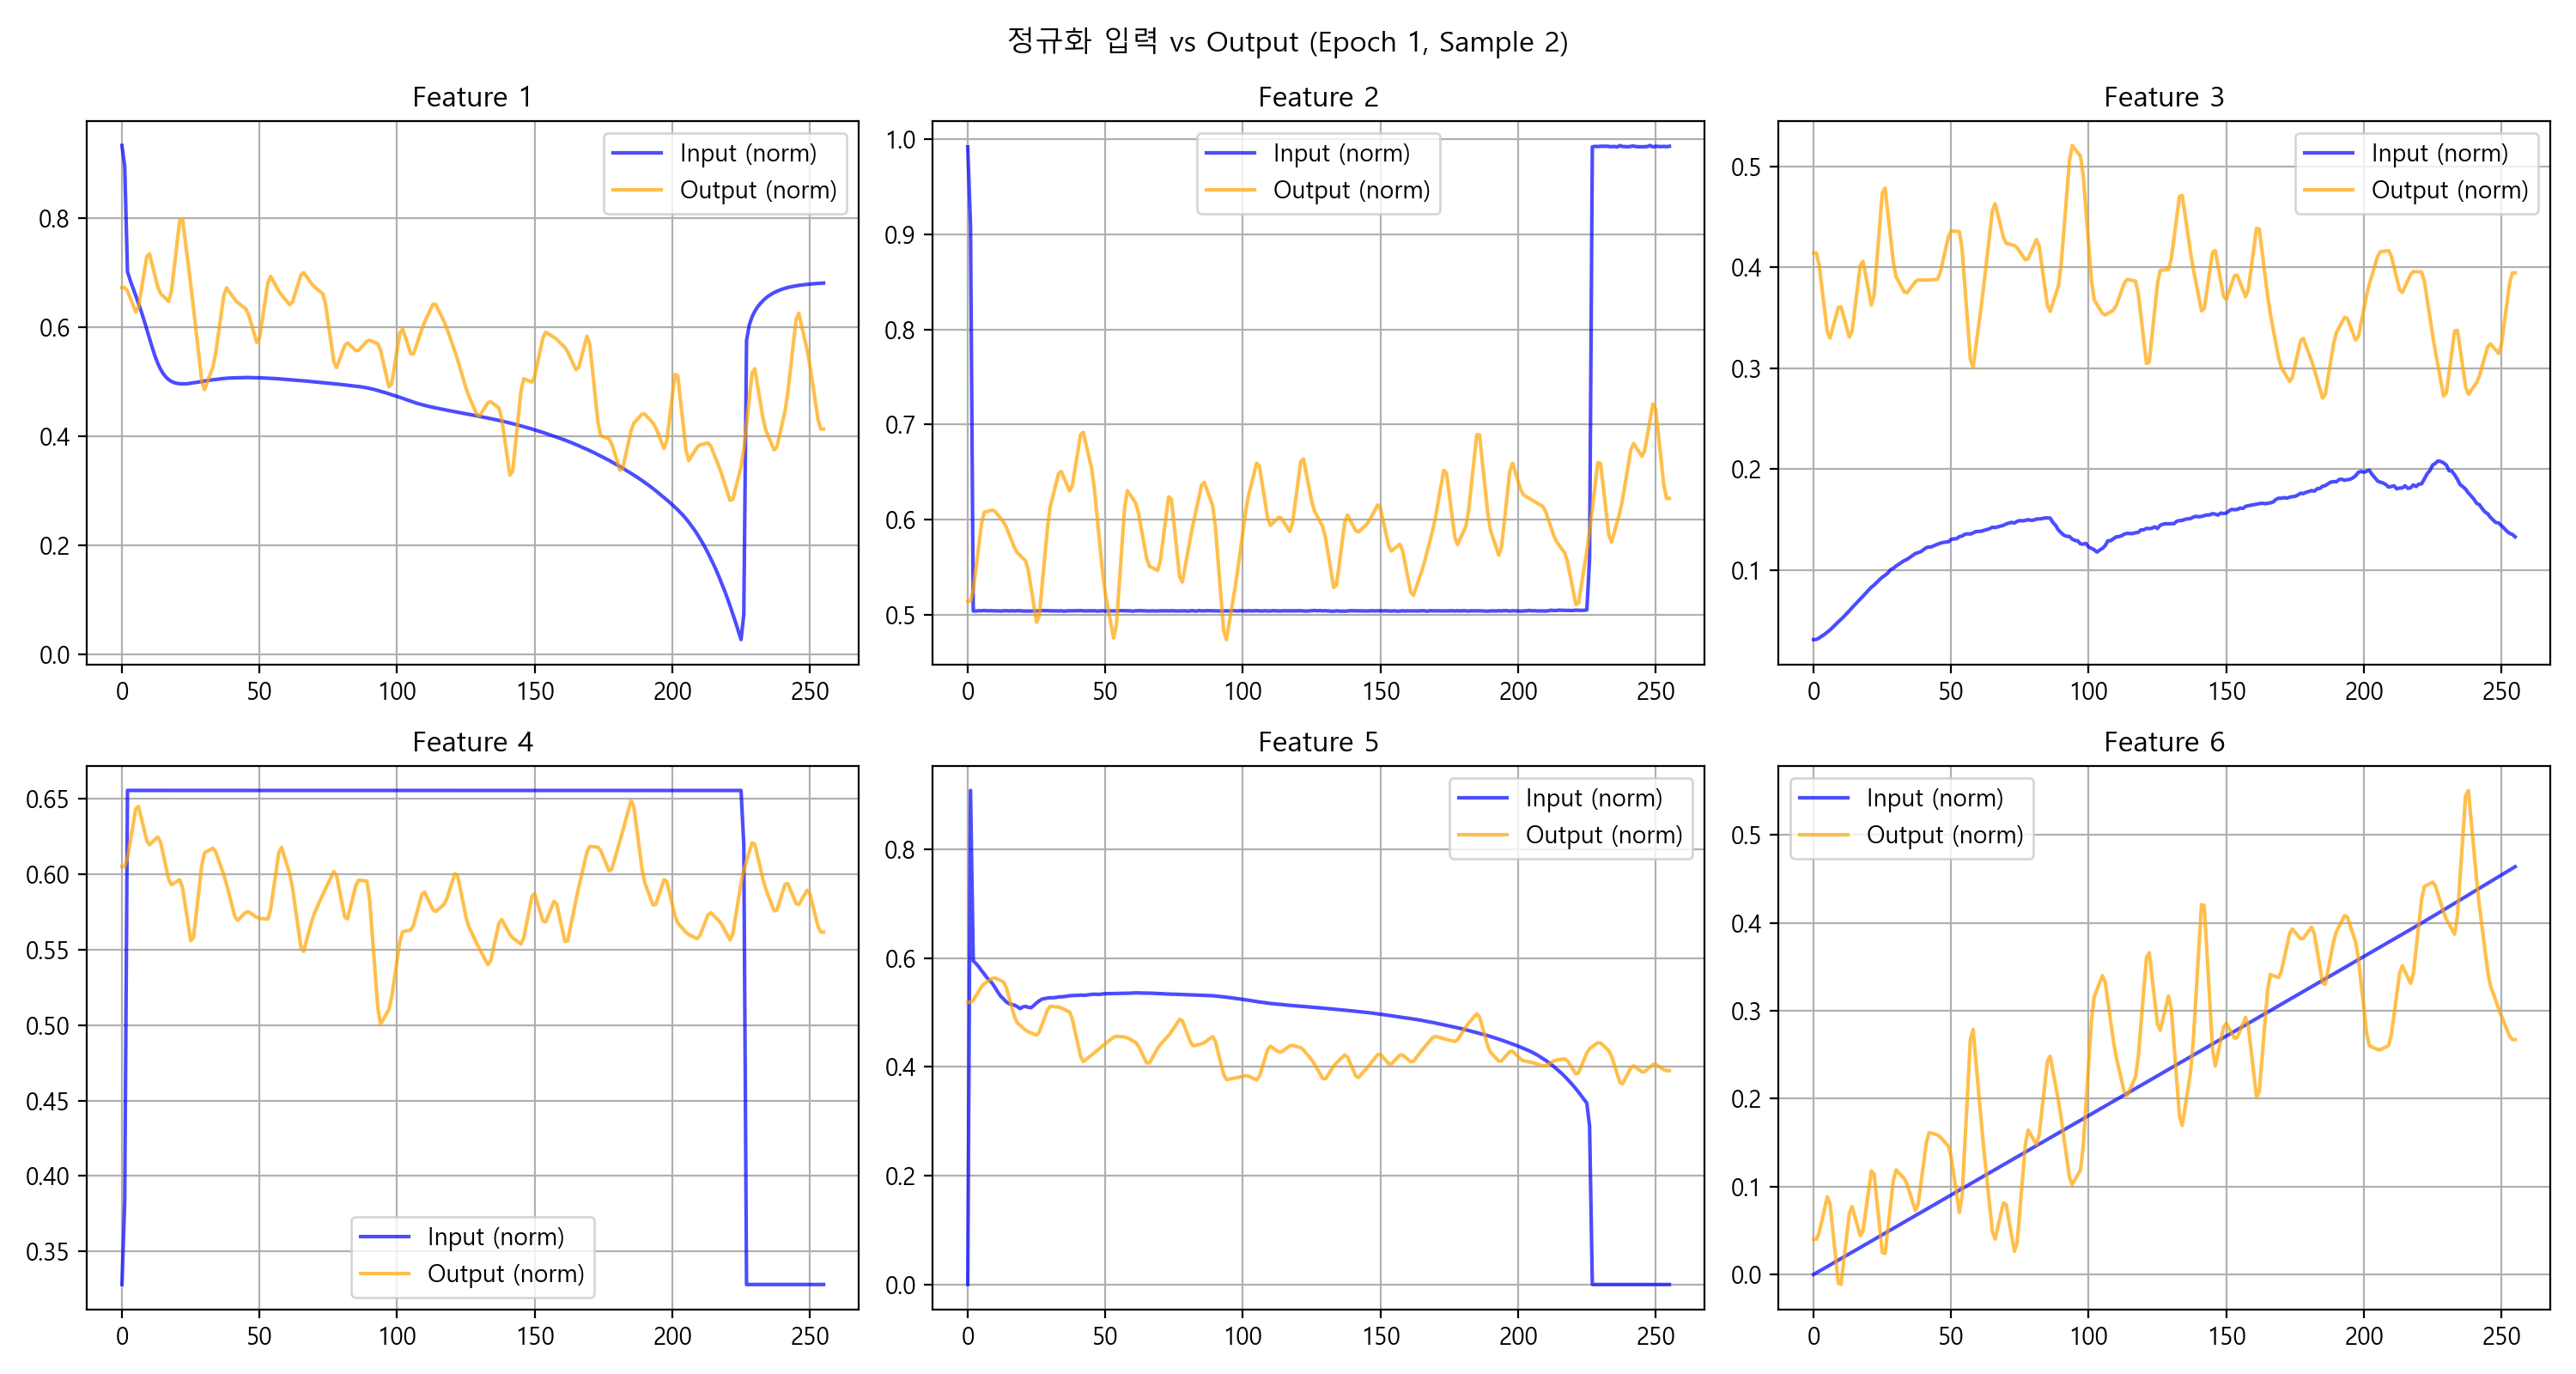 정규화 입력 vs Output (Epoch 1, Sample 2)
Feature 1
Input (norm)
Output (norm)
0.8
0.6
0.4
0.2
0.0
0 50 100 150 200 250
Feature 2
Input (norm)
Output (norm)
1.0
0.9
0.8
0.7
0.6
0.5
0 50 100 150 200 250
Feature 3
Input (norm)
Output (norm)
0.5
0.4
0.3
0.2
0.1
0 50 100 150 200 250
Feature 4
0.65
0.60
0.55
0.50
0.45
0.40
0.35
Input (norm)
Output (norm)
0 50 100 150 200 250
Feature 5
Input (norm)
Output (norm)
0.8
0.6
0.4
0.2
0.0
0 50 100 150 200 250
Feature 6
Input (norm)
Output (norm)
0.5
0.4
0.3
0.2
0.1
0.0
0 50 100 150 200 250